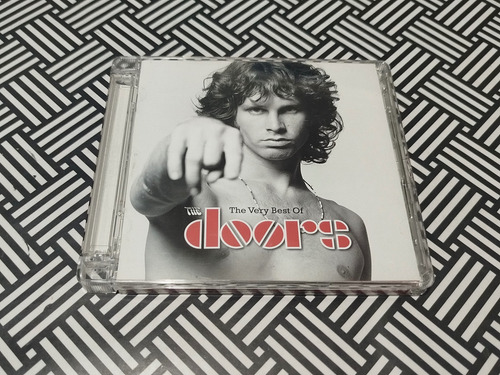 The Very Best Of
THE
doors